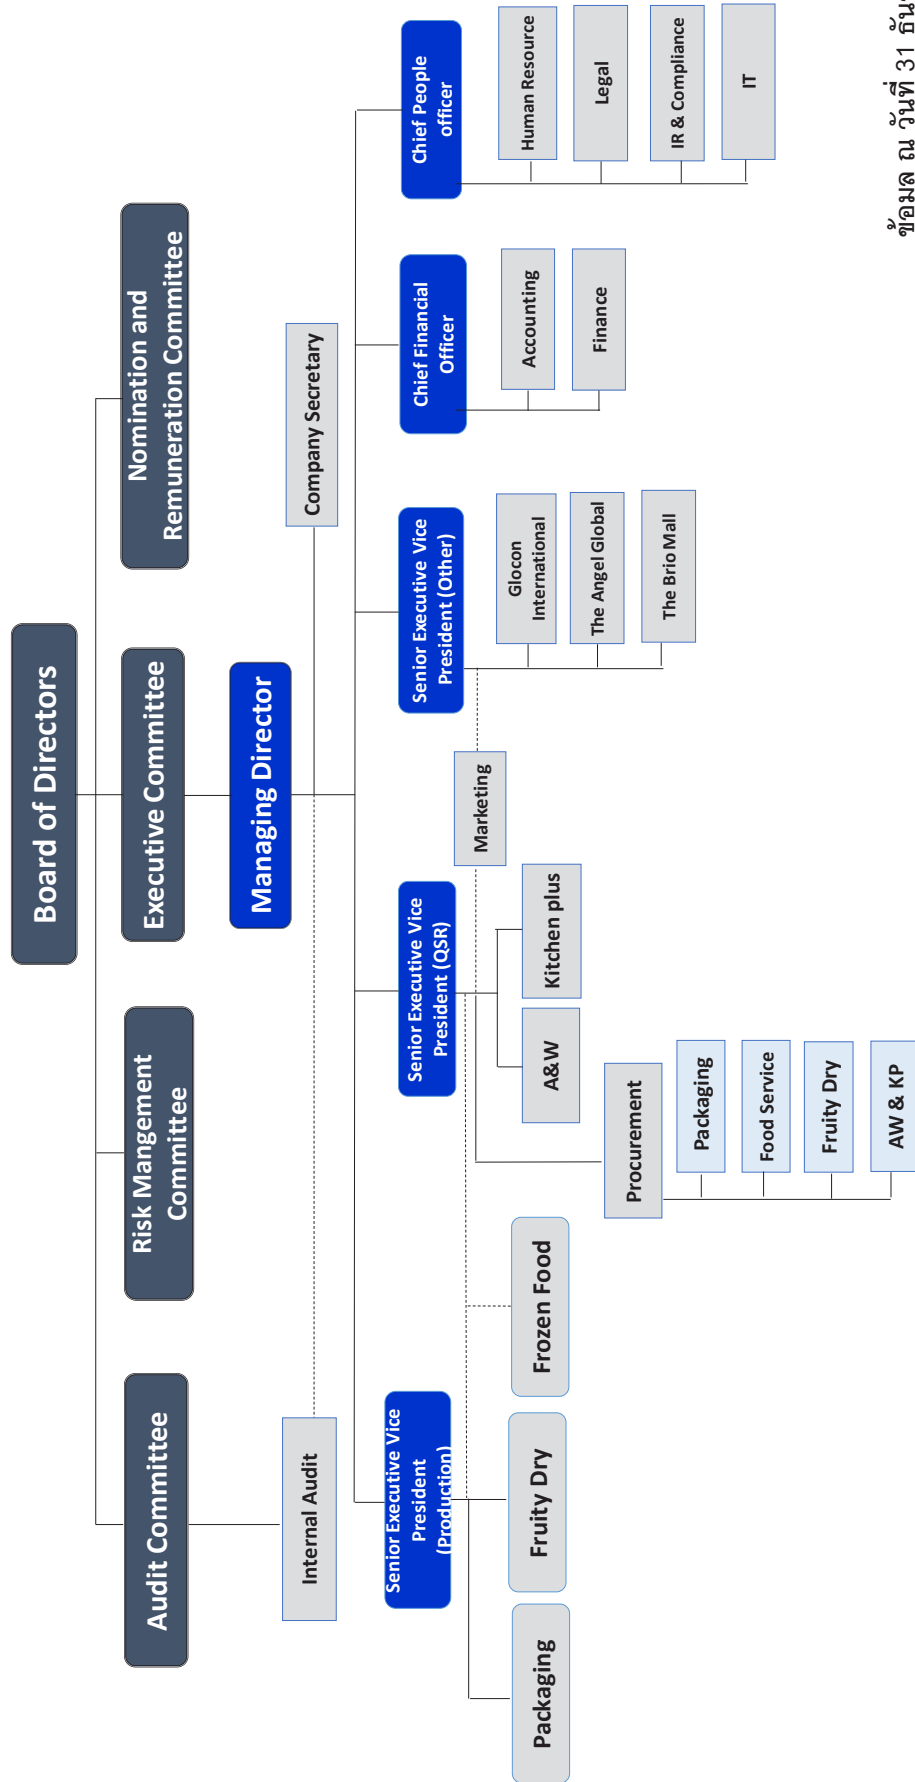 Board of Directors
Audit Committee
Risk Mangement
Committee
Executive Committee
Nomination and
Remuneration Committee
Managing Director
Internal Audit
Company Secretary
Senior Executive Vice
President
(Production)
Senior Executive Vice
President (QSR)
Senior Executive Vice
President (Other)
Chief Financial
Officer
Chief People
officer
Marketing
Packaging
Fruity Dry
Frozen Food
A&W
Kitchen plus
Glocon
International
The Angel Global
The Brio Mall
Accounting
Finance
Human Resource
Legal
IR & Compliance
IT
Procurement
Packaging
Food Service
Fruity Dry
AW & KP
ข้อมูล ณ วันที่ 31